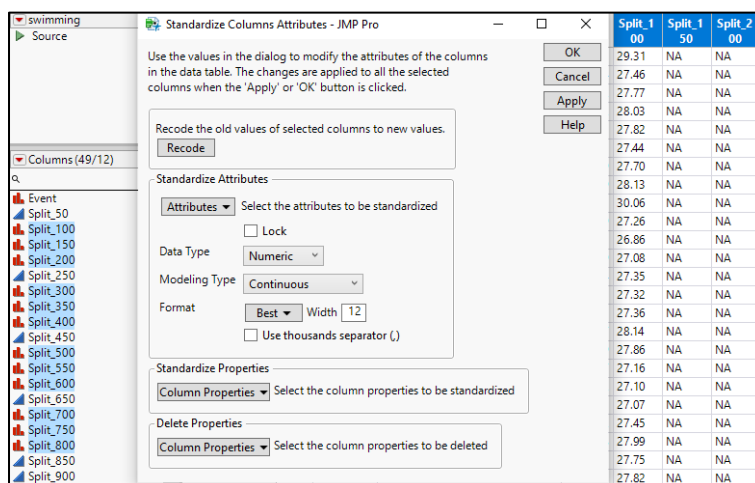 swimming
Source
Columns (49/12)
Event
Split_50
Split_100
Split_150
Split_200
Split_250
Split_300
Split_350
Split_400
Split_450
Split_500
Split_550
Split_600
Split_650
Split_700
Split_750
Split_800
Split_850
Split_900
Standardize Columns Attributes - JMP Pro
Use the values in the dialog to modify the attributes of the columns
in the data table. The changes are applied to all the selected
columns when the 'Apply' or 'OK' button is clicked.
OK
Cancel
Apply
Help
Recode the old values of selected columns to new values.
Recode
Standardize Attributes
Attributes Select the attributes to be standardized
Lock
Data Type Numeric
Modeling Type Continuous
Format Best Width 12
Use thousands separator (,)
Standardize Properties
Column Properties Select the column properties to be standardized
Delete Properties
Column Properties Select the column properties to be deleted
Split_1 Split_1 Split_2
00 50 00
29.31 NA NA
27.46 NA NA
27.77 NA NA
28.03 NA NA
27.82 NA NA
27.44 NA NA
27.70 NA NA
28.13 NA NA
30.06 NA NA
27.26 NA NA
26.86 NA NA
27.08 NA NA
27.35 NA NA
27.32 NA NA
27.36 NA NA
28.14 NA NA
27.86 NA NA
27.16 NA NA
27.10 NA NA
27.07 NA NA
27.45 NA NA
27.99 NA NA
27.75 NA NA
27.82 NA NA